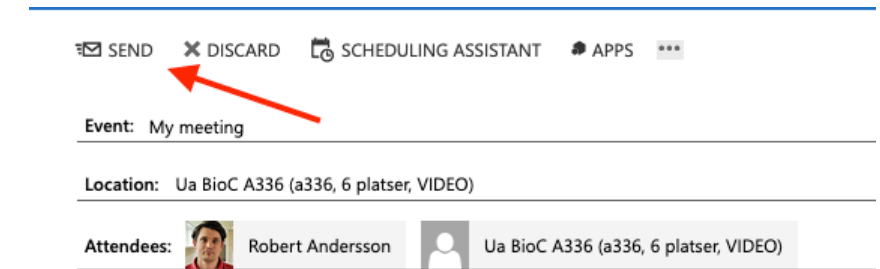 SEND DISCARD SCHEDULING ASSISTANT APPS
Event: My meeting
Location: Ua BioC A336 (a336, 6 platser, VIDEO)
Attendees: Robert Andersson Ua BioC A336 (a336, 6 platser, VIDEO)